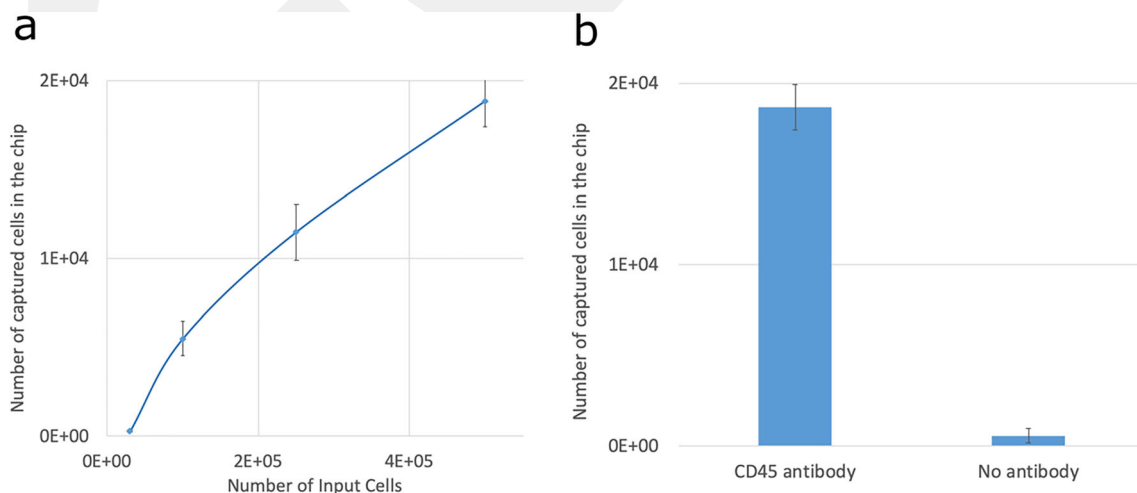 a
Number of captured cells in the chip
2E+04
1E+04
0E+00
0E+00 2E+05 4E+05
Number of Input Cells
b
Number of captured cells in the chip
2E+04
1E+04
0E+00
CD45 antibody No antibody